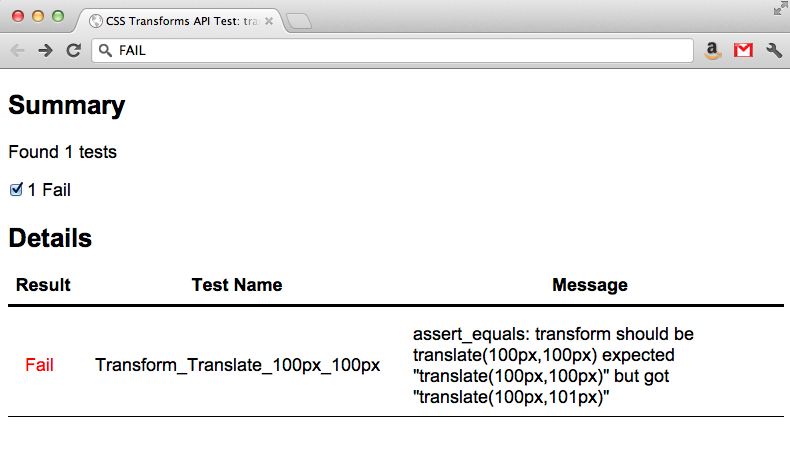 CSS Transforms API Test: tra
FAIL
Summary
Found 1 tests
1 Fail
Details
Result Test Name Message
Fail Transform_Translate_100px_100px
assert_equals: transform should be
translate(100px,100px) expected
"translate(100px,100px)" but got
"translate(100px,101px)"